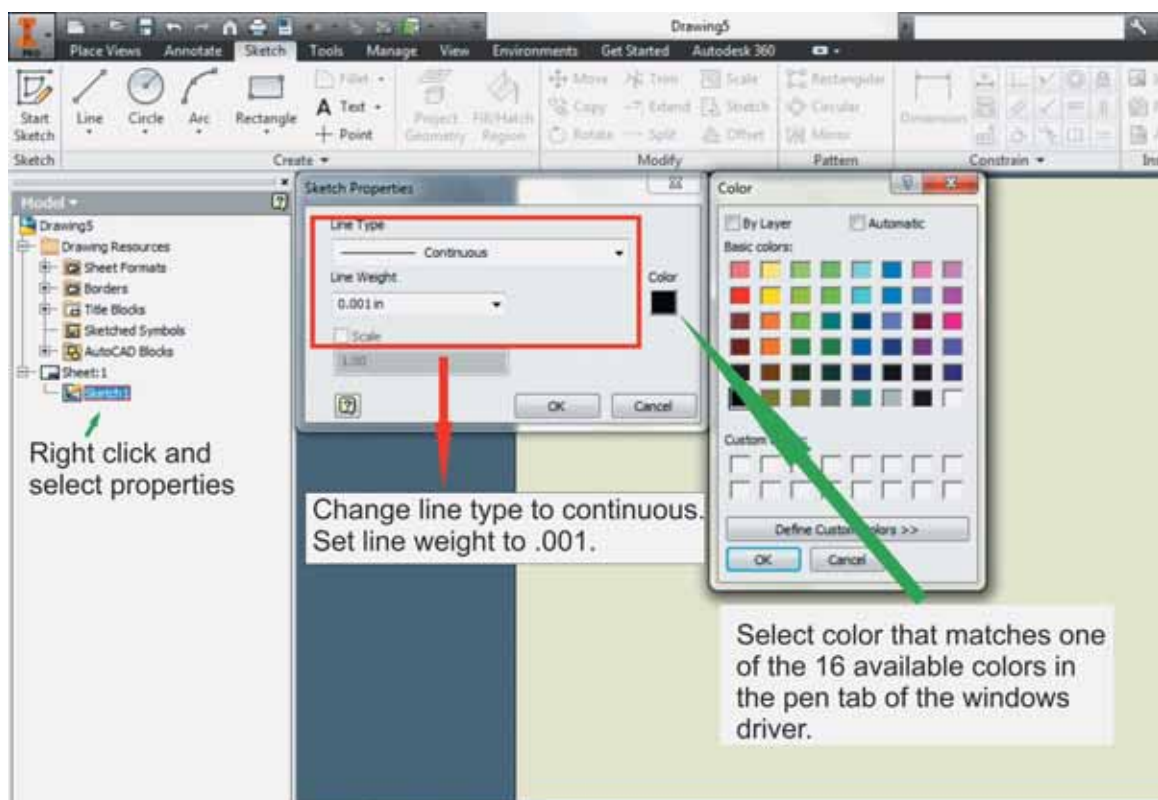 Drawing5
PRO
Place Views Annotate Sketch Tools Manage View Environments Get Started Autodesk 360
Start Sketch
Line
Circle
Arc
Rectangle
Fillet
Text
Point
Project Geometry
Fill/Hatch Region
Move
Copy
Rotate
Trim
Extend
Split
Scale
Stretch
Offset
Rectangular
Circular
Mirror
Dimension
Sketch
Create
Modify
Pattern
Constrain
Model
Drawing5
Drawing Resources
Sheet Formats
Borders
Title Blocks
Sketched Symbols
AutoCAD Blocks
Sheet:1
Sketch1
Right click and
select properties
Sketch Properties
Line Type
Continuous
Line Weight
0.001 in
Scale
1.00
Color
OK Cancel
Change line type to continuous.
Set line weight to .001.
Color
By Layer Automatic
Basic colors:
Custom
Define Custom Colors >>
OK Cancel
Select color that matches one
of the 16 available colors in
the pen tab of the windows
driver.